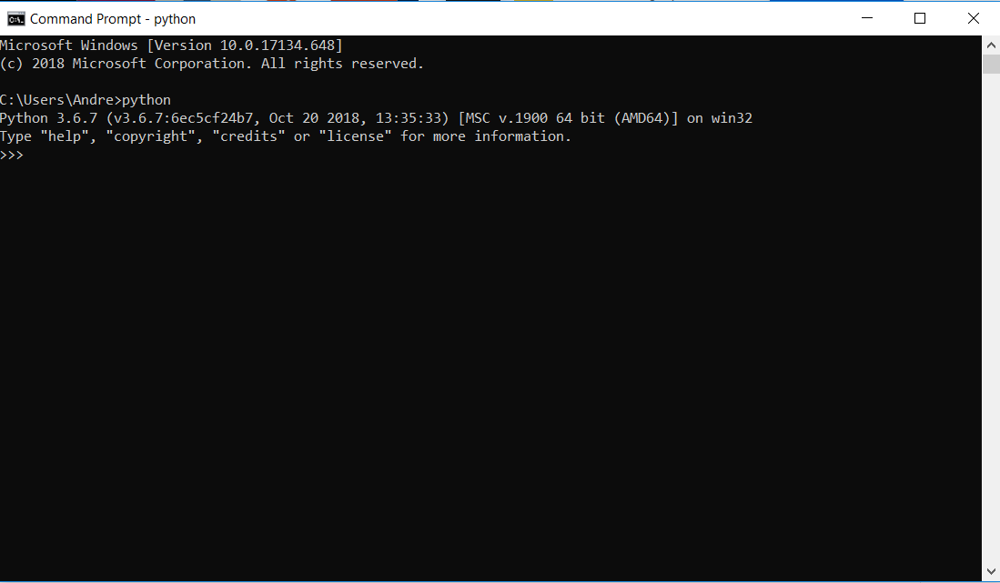 Command Prompt - python
Microsoft Windows [Version 10.0.17134.648]
(c) 2018 Microsoft Corporation. All rights reserved.
C:\Users\Andre>python
Python 3.6.7 (v3.6.7:6ec5cf24b7, Oct 20 2018, 13:35:33) [MSC v.1900 64 bit (AMD64)] on win32
Type "help", "copyright", "credits" or "license" for more information.
>>>